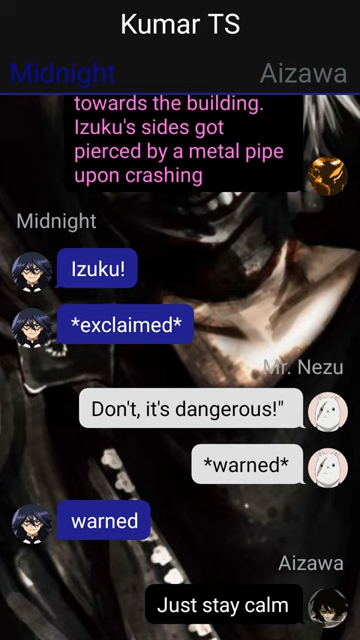 Kumar TS
Midnight Aizawa
towards the building.
Izuku's sides got
pierced by a metal pipe
upon crashing
Midnight
Izuku!
*exclaimed*
Mr. Nezu
Don't, it's dangerous!"
*warned*
warned
Aizawa
Just stay calm